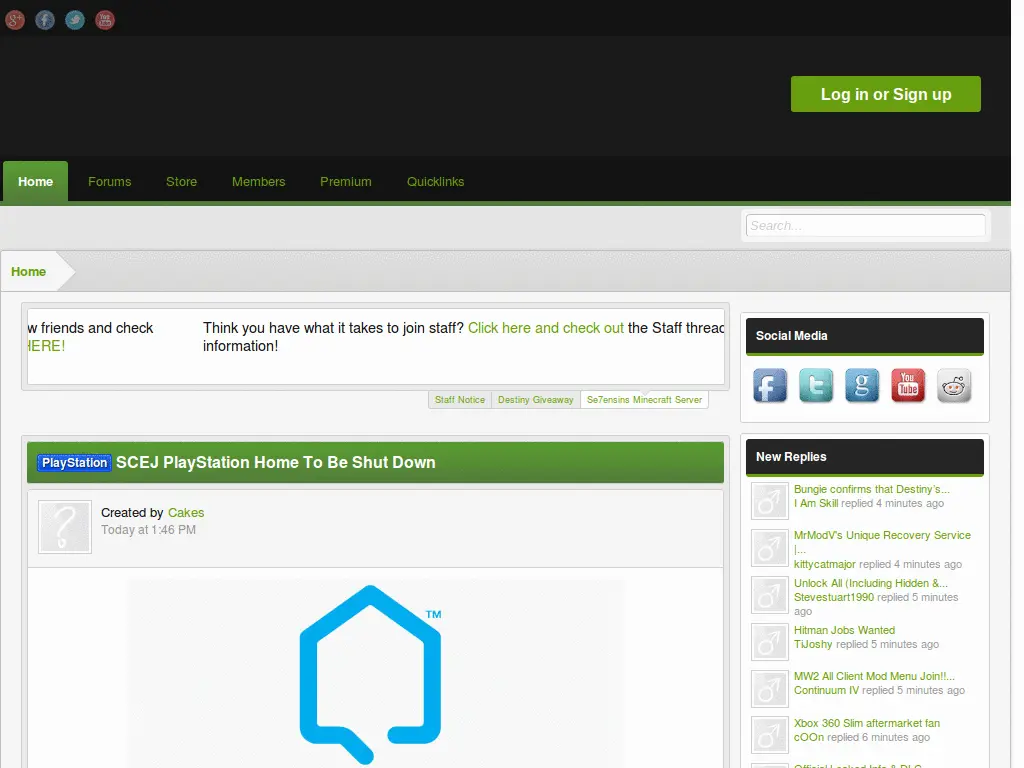 Log in or Sign up
Home
Forums
Store
Members
Premium
Quicklinks
Search...
Home
w friends and check
HERE!
Think you have what it takes to join staff? Click here and check out the Staff thread
information!
Staff Notice
Destiny Giveaway
Se7ensins Minecraft Server
PlayStation SCEJ PlayStation Home To Be Shut Down
Created by Cakes
Today at 1:46 PM
TM
Social Media
You
Tube
New Replies
Bungie confirms that Destiny's...
I Am Skill replied 4 minutes ago
MrModV's Unique Recovery Service
|...
kittycatmajor replied 4 minutes ago
Unlock All (Including Hidden &...
Stevestuart1990 replied 5 minutes
ago
Hitman Jobs Wanted
TiJoshy replied 5 minutes ago
MW2 All Client Mod Menu Join!!...
Continuum IV replied 5 minutes ago
Xbox 360 Slim aftermarket fan
cOOn replied 6 minutes ago